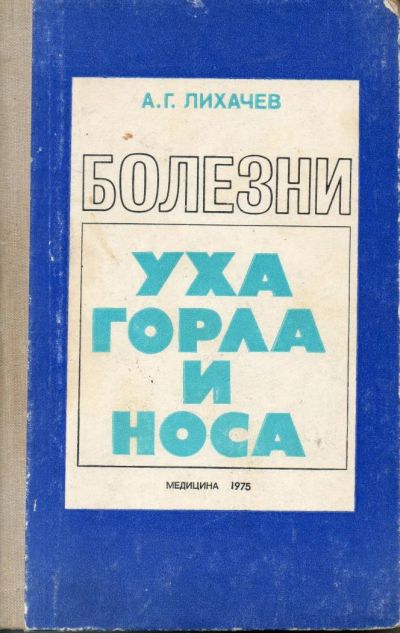 А.Г. ЛИХАЧЕВ
БОЛЕЗНИ
УХА
ГОРЛА
И
НОСА
МЕДИЦИНА 1975